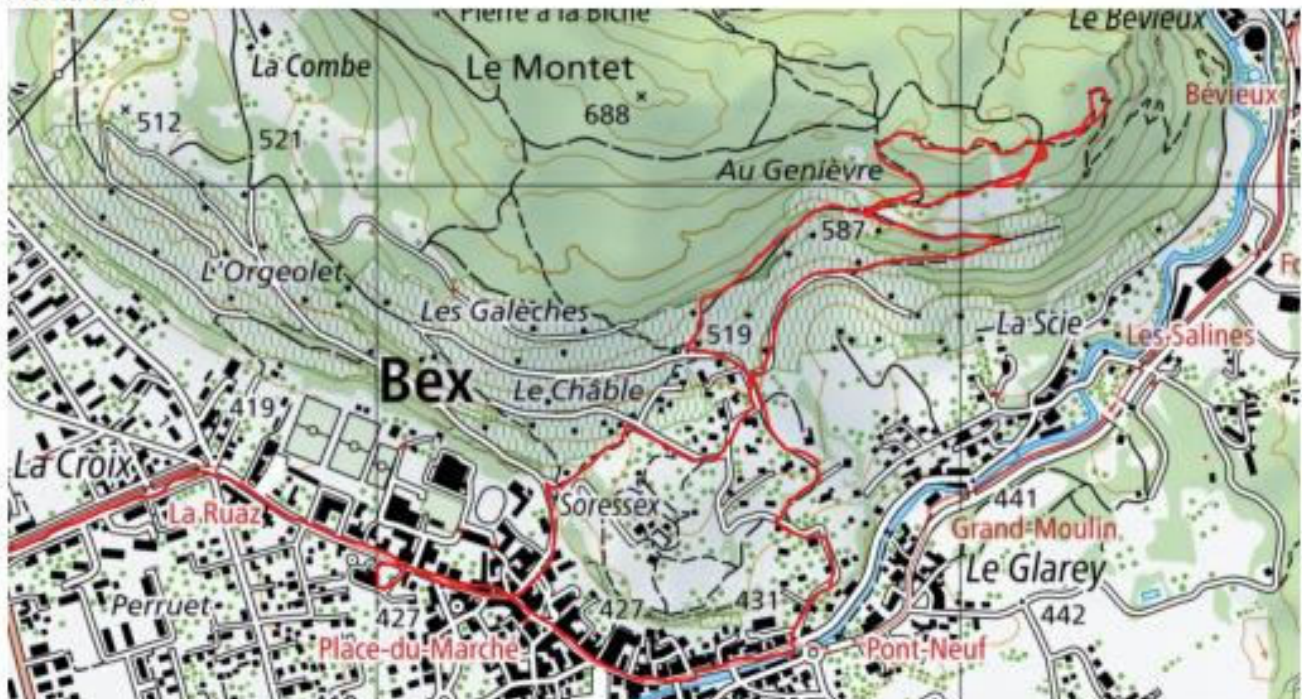 Pierre à la Biche
Le Bévieux
La Combe
Le Montet
688
Bévieux
512
521
Au Genièvre
587
L'Orgeolet
Les Galèches
519
La Scie
Les-Salines
Bex
Le Châble
419
La Croix
La Ruaz
Soressex
441
Grand-Moulin
Le Glarey
Perruet
427
427
431
442
Place-du-Marché
Pont-Neuf